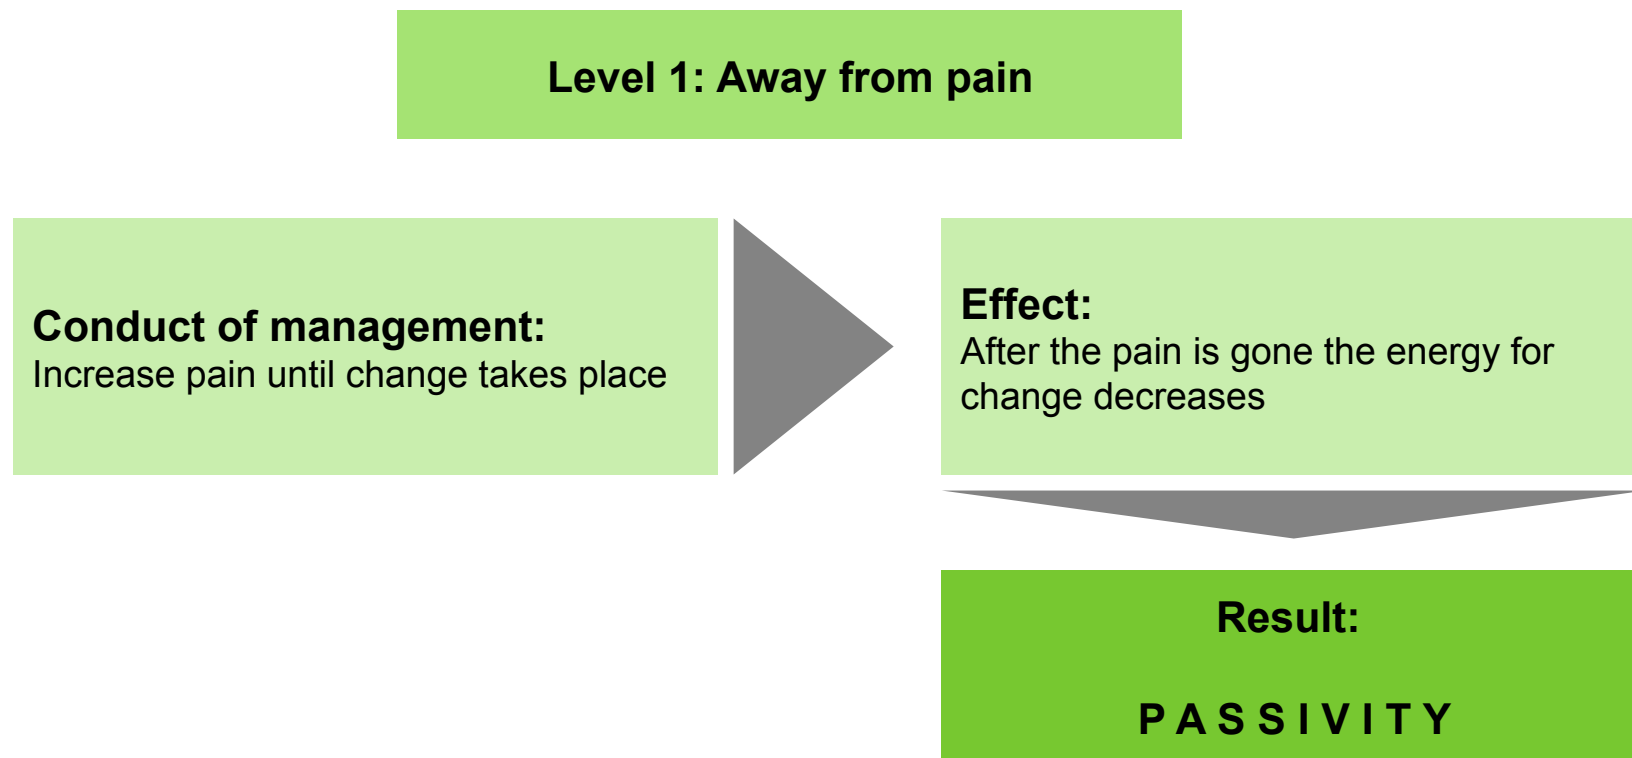 Level 1: Away from pain
Conduct of management:
Increase pain until change takes place
Effect:
After the pain is gone the energy for
change decreases
Result:
P A S S I V I T Y